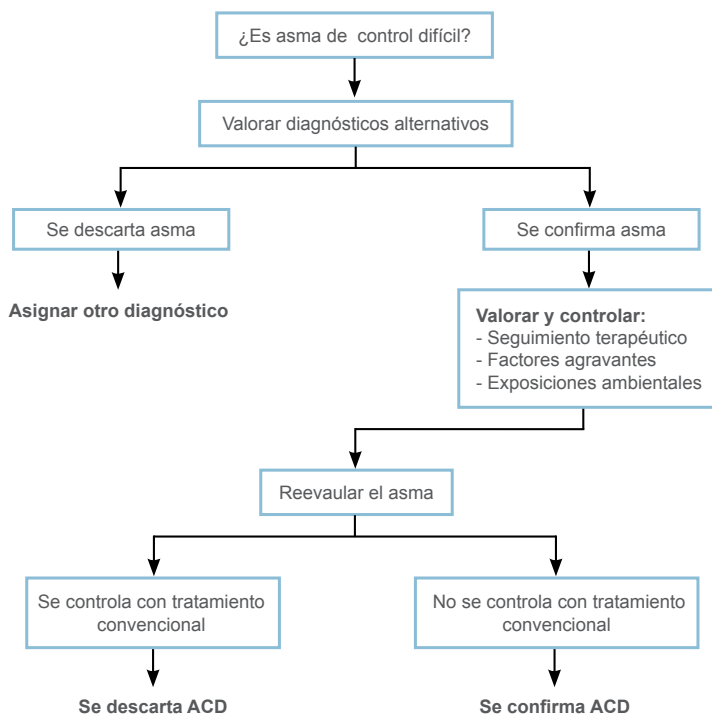 ¿Es asma de control difícil?
Valorar diagnósticos alternativos
Se descarta asma
Se confirma asma
Asignar otro diagnóstico
Valorar y controlar:
- Seguimiento terapéutico
- Factores agravantes
- Exposiciones ambientales
Reevaular el asma
Se controla con tratamiento
convencional
No se controla con tratamiento
convencional
Se descarta ACD
Se confirma ACD